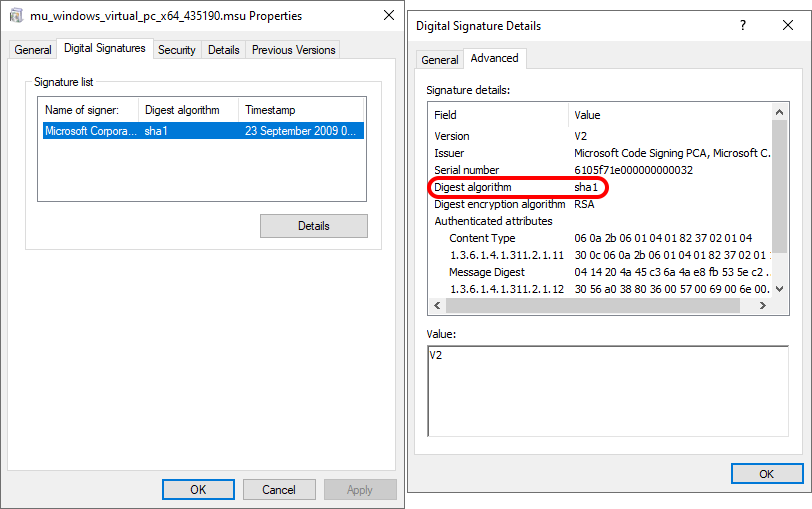 mu_windows_virtual_pc_x64_435190.msu Properties
General Digital Signatures Security Details Previous Versions
Signature list
Name of signer: Digest algorithm Timestamp
Microsoft Corpora... sha1 23 September 2009 0...
Details
OK Cancel Apply
Digital Signature Details ?
General Advanced
Signature details:
Field Value
Version V2
Issuer Microsoft Code Signing PCA, Microsoft C...
Serial number 6105f71e000000000032
Digest algorithm sha1
Digest encryption algorithm RSA
Authenticated attributes
Content Type 06 0a 2b 06 01 04 01 82 37 02 01 04
1.3.6.1.4.1.311.2.1.11 30 0c 06 0a 2b 06 01 04 01 82 37 02 01
Message Digest 04 14 20 4a 45 c3 6a 4a e8 fb 53 5e c2 ...
1.3.6.1.4.1.311.2.1.12 30 56 a0 38 80 36 00 57 00 69 00 6e 00...
Value:
V2
OK